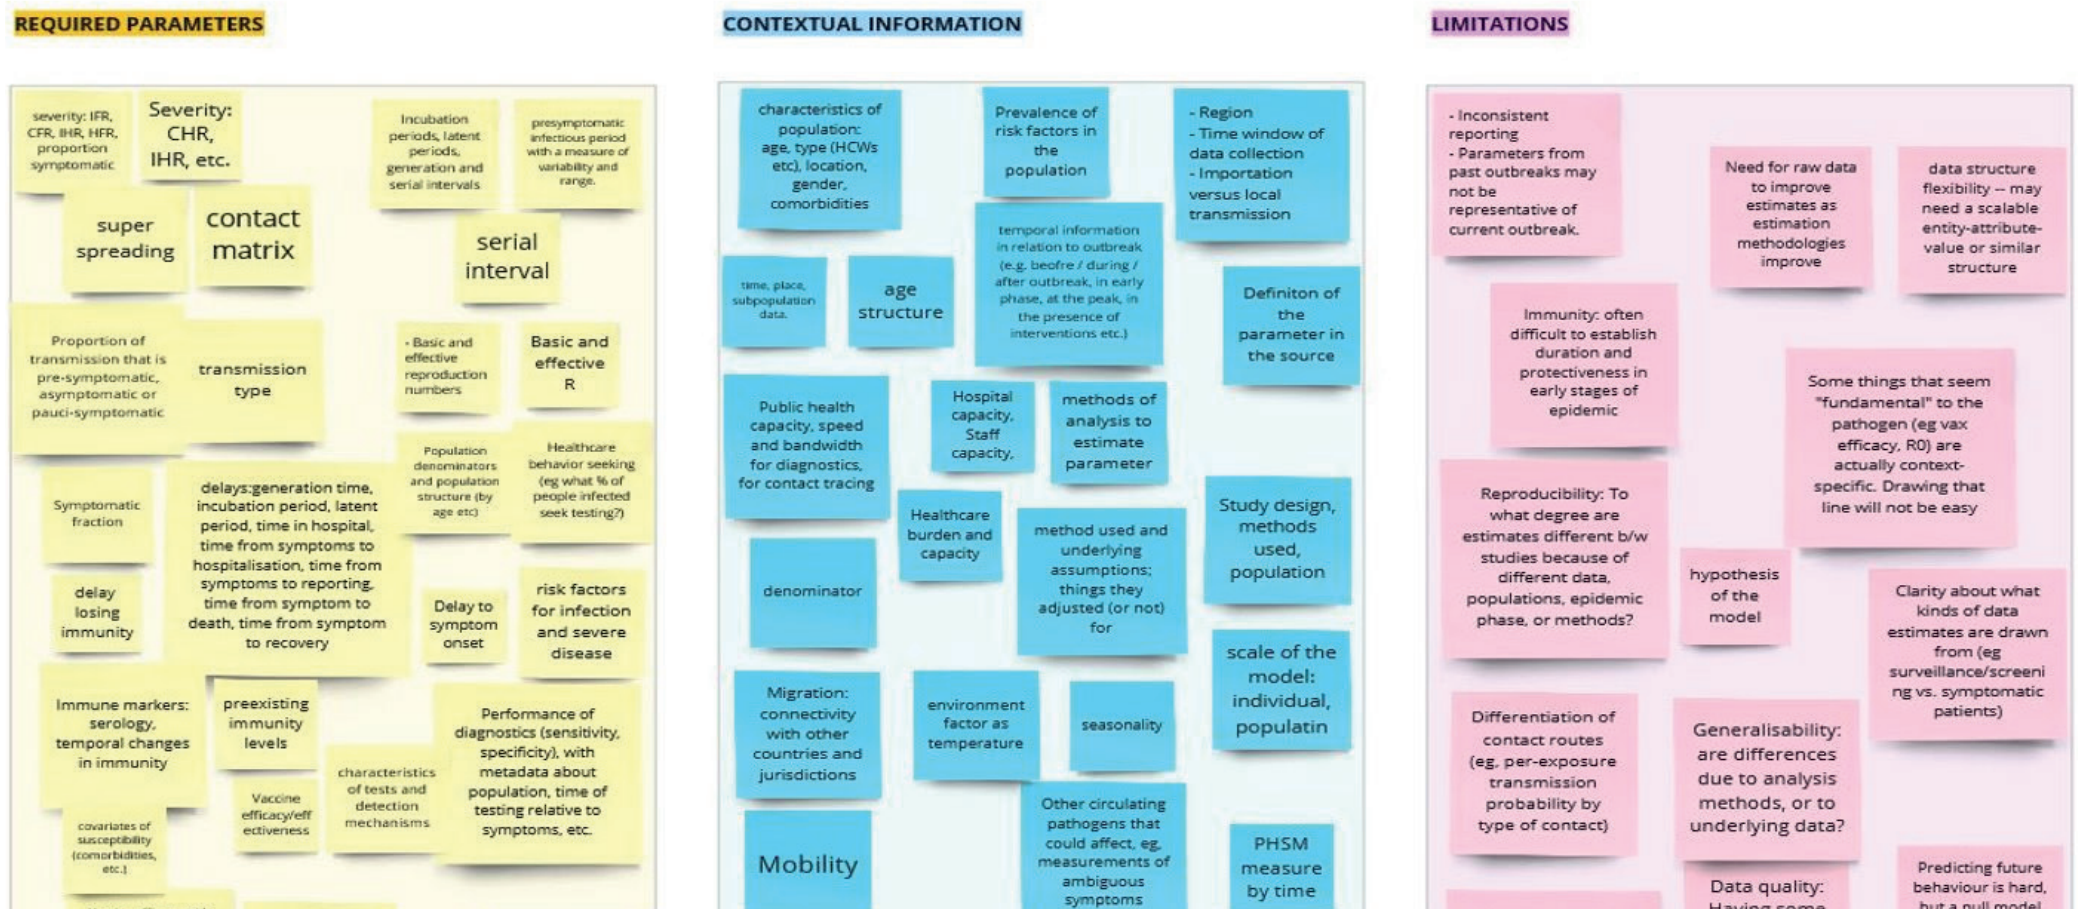 REQUIRED PARAMETERS
severity: IFR,
CFR, IHR, HFR,
proportion
symptomatic
Severity:
CHR,
IHR, etc.
Incubation
periods, latent
periods,
generation and
serial intervals
presymptomatic
infectious period
with a measure of
variability and
range.
super
spreading
contact
matrix
serial
interval
Proportion of
transmission that is
pre-symptomatic,
asymptomatic or
pauci-symptomatic
transmission
type
- Basic and
effective
reproduction
numbers
Basic and
effective
R
Population
denominators
and population
structure (by
age etc)
Healthcare
behavior seeking
(eg what % of
people infected
seek testing?)
Symptomatic
fraction
delays:generation time,
incubation period, latent
period, time in hospital,
time from symptoms to
hospitalisation, time from
symptoms to reporting,
time from symptom to
death, time from symptom
to recovery
delay
losing
immunity
Delay to
symptom
onset
risk factors
for infection
and severe
disease
Immune markers:
serology,
temporal changes
in immunity
preexisting
immunity
levels
Performance of
diagnostics (sensitivity,
specificity), with
metadata about
population, time of
testing relative to
symptoms, etc.
characteristics
of tests and
detection
mechanisms
Vaccine
efficacy/eff
ectiveness
covariates of
susceptibility
(comorbidities,
etc.)
CONTEXTUAL INFORMATION
characteristics of
population:
age, type (HCWs
etc), location,
gender,
comorbidities
Prevalence of
risk factors in
the
population
- Region
- Time window of
data collection
- Importation
versus local
transmission
temporal information
in relation to outbreak
(e.g. beofre / during /
after outbreak, in early
phase, at the peak, in
the presence of
interventions etc.)
time, place,
subpopulation
data.
age
structure
Definiton of
the
parameter in
the source
Public health
capacity, speed
and bandwidth
for diagnostics,
for contact tracing
Hospital
capacity,
Staff
capacity,
methods of
analysis to
estimate
parameter
Healthcare
burden and
capacity
method used and
underlying
assumptions;
things they
adjusted (or not)
for
Study design,
methods
used,
population
denominator
scale of the
model:
individual,
populatin
Migration:
connectivity
with other
countries and
jurisdictions
environment
factor as
temperature
seasonality
Mobility
Other circulating
pathogens that
could affect, eg,
measurements of
ambiguous
symptoms
PHSM
measure
by time
LIMITATIONS
- Inconsistent
reporting
- Parameters from
past outbreaks may
not be
representative of
current outbreak.
Need for raw data
to improve
estimates as
estimation
methodologies
improve
data structure
flexibility -- may
need a scalable
entity-attribute-
value or similar
structure
Immunity: often
difficult to establish
duration and
protectiveness in
early stages of
epidemic
Some things that seem
"fundamental" to the
pathogen (eg vax
efficacy, R0) are
actually context-
specific. Drawing that
line will not be easy
Reproducibility: To
what degree are
estimates different b/w
studies because of
different data,
populations, epidemic
phase, or methods?
hypothesis
of the
model
Clarity about what
kinds of data
estimates are drawn
from (eg
surveillance/screeni
ng vs. symptomatic
patients)
Differentiation of
contact routes
(eg, per-exposure
transmission
probability by
type of contact)
Generalisability:
are differences
due to analysis
methods, or to
underlying data?
Data quality:
Having some
Predicting future
behaviour is hard,
but a null model